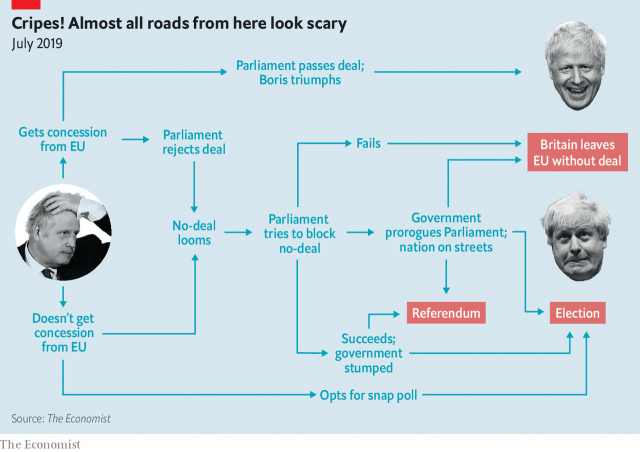 Cripes! Almost all roads from here look scary
July 2019
Parliament passes deal;
Boris triumphs
Gets concession
from EU
Parliament
rejects deal
Fails
Britain leaves
EU without deal
No-deal
looms
Parliament
tries to block
no-deal
Government
prorogues Parliament;
nation on streets
Doesn't get
concession
from EU
Referendum
Election
Succeeds;
government
stumped
Opts for snap poll
Source: The Economist
The Economist